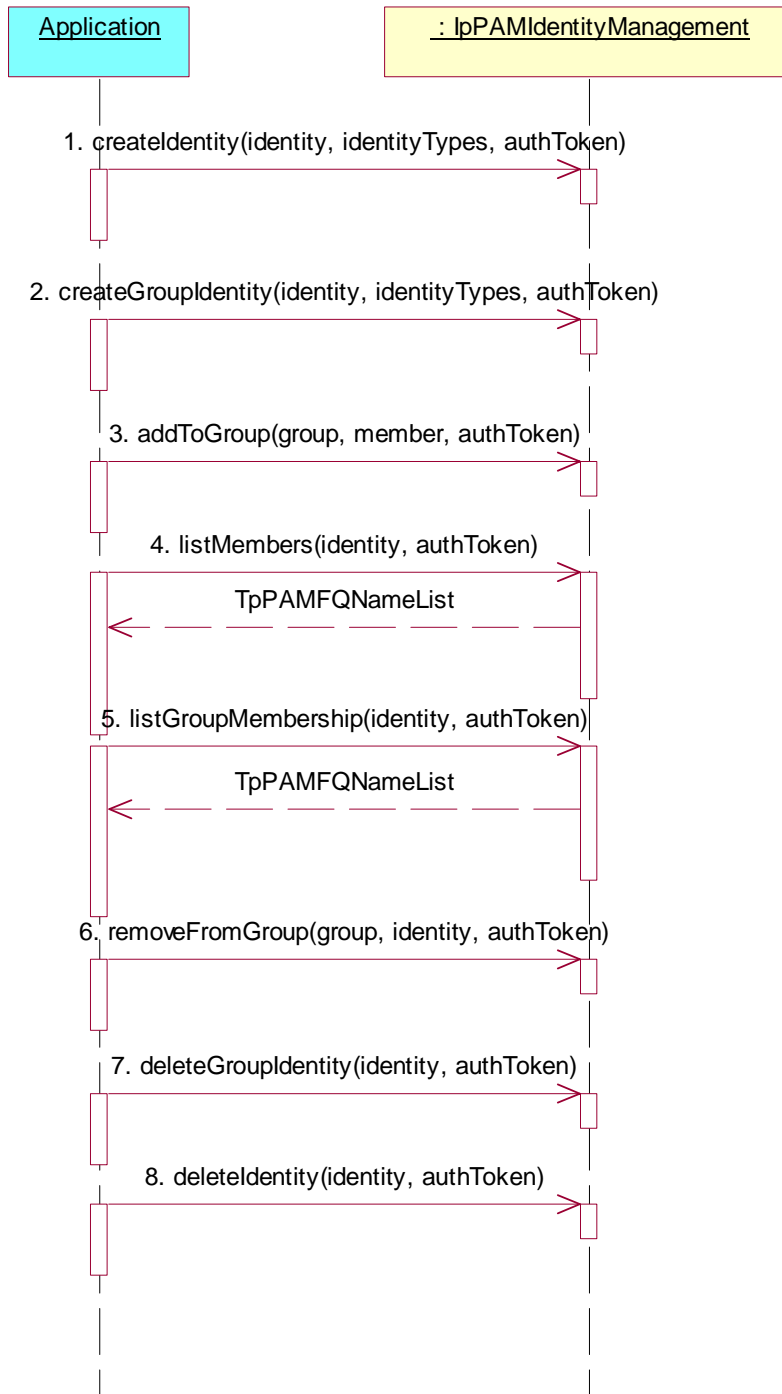 Application
: IpPAMIdentityManagement
1. createIdentity(identity, identityTypes, authToken)
2. createGroupIdentity(identity, identityTypes, authToken)
3. addToGroup(group, member, authToken)
4. listMembers(identity, authToken)
TpPAMFQNameList
5. listGroupMembership(identity, authToken)
TpPAMFQNameList
6. removeFromGroup(group, identity, authToken)
7. deleteGroupIdentity(identity, authToken)
8. deleteIdentity(identity, authToken)